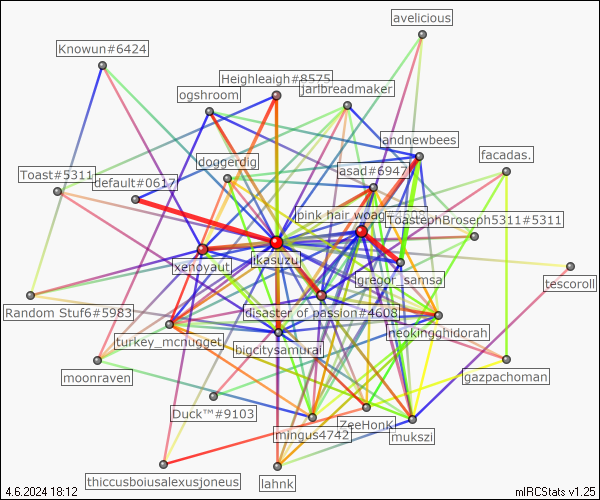 avelicious
Knowun#6424
Heighleaigh#8575
jarlbreadmaker
ogshroom
andnewbees
doggerdig
facadas.
asad#6947
Toast#5311
default#0617
pink hair woag
ToastephBroseph5311#5311
ikasuzu
xenoyaut
gregor_samsa
tescoroll
Random Stuf6#5983
disaster of passion#4608
neokingghidorah
turkey_mcnugget
bigcitysamurai
moonraven
gazpachoman
Duck™#9103
ZeeHonk
mingus4742
mukszi
thiccusboiusalexusjoneus
lahnk
4.6.2024 18:12
mIRCStats v1.25